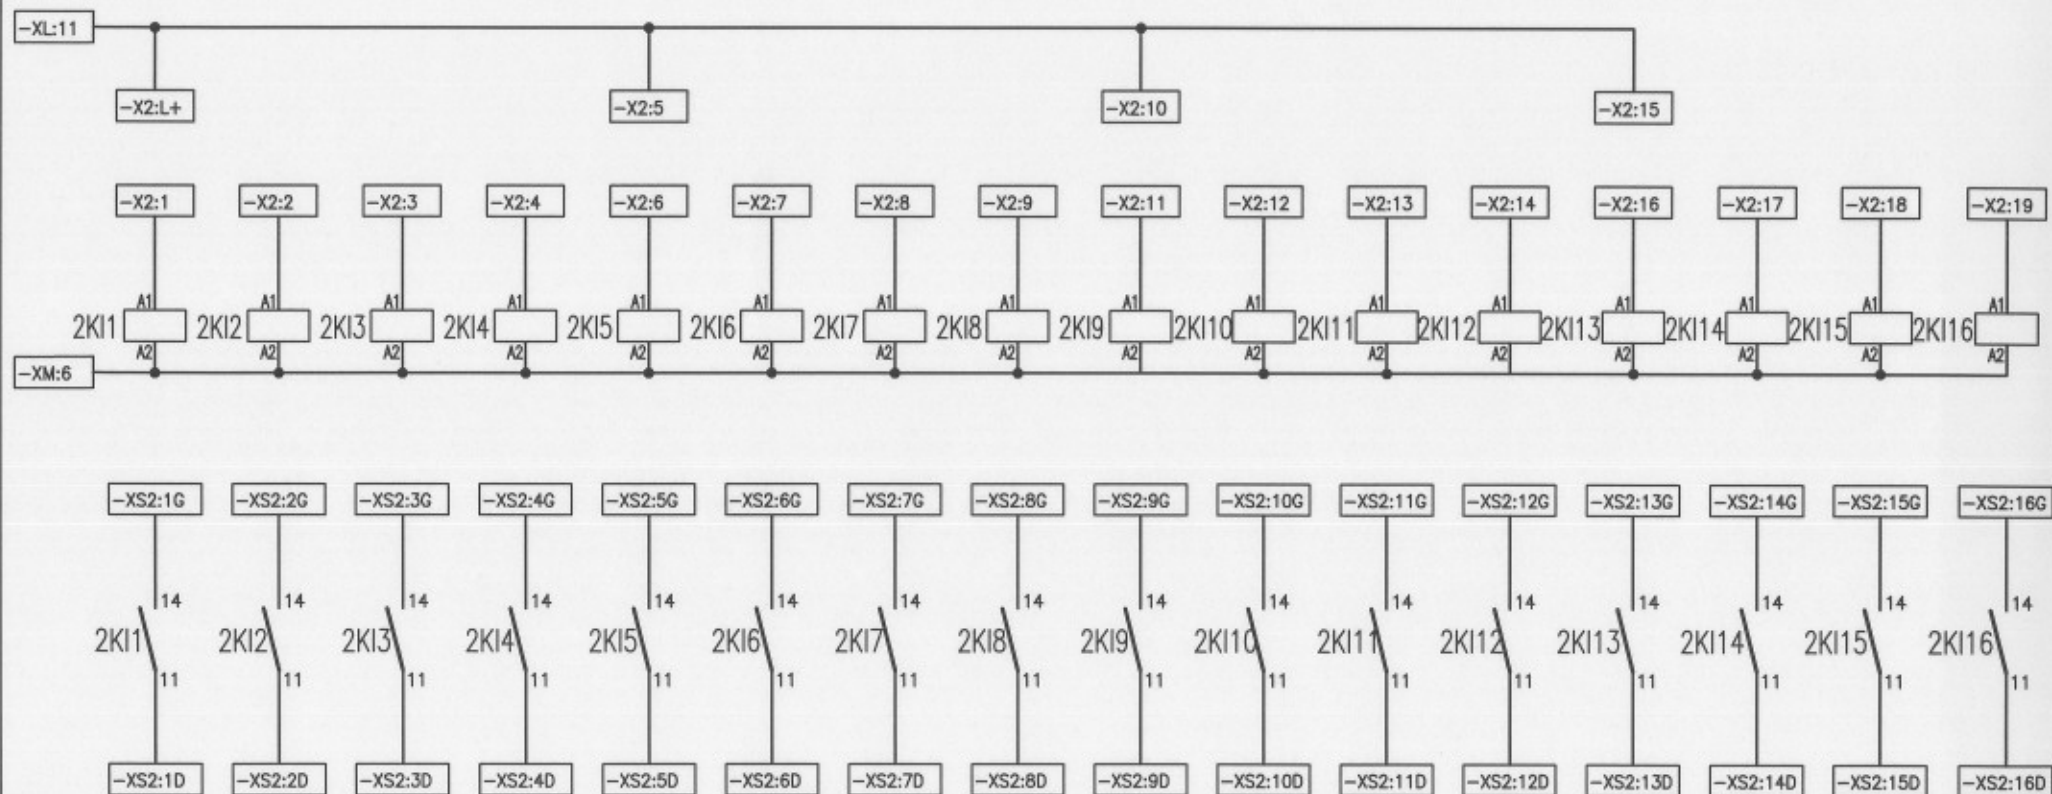 -XL:11
-X2:L+ -X2:5 -X2:10 -X2:15
-X2:1 -X2:2 -X2:3 -X2:4 -X2:6 -X2:7 -X2:8 -X2:9 -X2:11 -X2:12 -X2:13 -X2:14 -X2:16 -X2:17 -X2:18 -X2:19
A1 A1 A1 A1 A1 A1 A1 A1 A1 A1 A1 A1 A1 A1 A1 A1
2KI1 2KI2 2KI3 2KI4 2KI5 2KI6 2KI7 2KI8 2KI9 2KI10 2KI11 2KI12 2KI13 2KI14 2KI15 2KI16
A2 A2 A2 A2 A2 A2 A2 A2 A2 A2 A2 A2 A2 A2 A2 A2
-XM:6
-XS2:1G -XS2:2G -XS2:3G -XS2:4G -XS2:5G -XS2:6G -XS2:7G -XS2:8G -XS2:9G -XS2:10G -XS2:11G -XS2:12G -XS2:13G -XS2:14G -XS2:15G -XS2:16G
14 14 14 14 14 14 14 14 14 14 14 14 14 14 14 14
2KI1 2KI2 2KI3 2KI4 2KI5 2KI6 2KI7 2KI8 2KI9 2KI10 2KI11 2KI12 2KI13 2KI14 2KI15 2KI16
11 11 11 11 11 11 11 11 11 11 11 11 11 11 11 11
-XS2:1D -XS2:2D -XS2:3D -XS2:4D -XS2:5D -XS2:6D -XS2:7D -XS2:8D -XS2:9D -XS2:10D -XS2:11D -XS2:12D -XS2:13D -XS2:14D -XS2:15D -XS2:16D